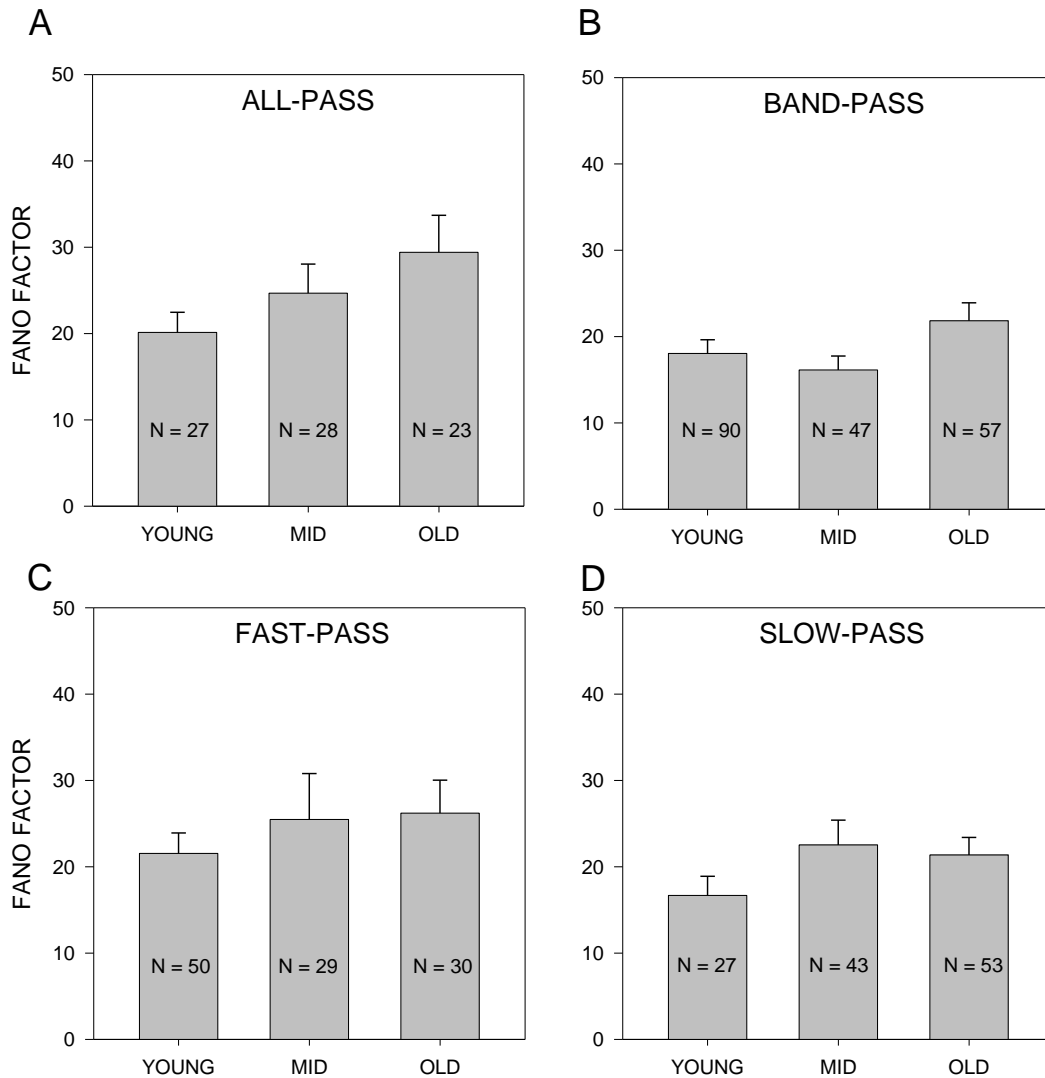 A
ALL-PASS
50
40
30
20
10
0
FANO FACTOR
N = 27
N = 28
N = 23
YOUNG
MID
OLD
B
BAND-PASS
50
40
30
20
10
0
N = 90
N = 47
N = 57
YOUNG
MID
OLD
C
FAST-PASS
50
40
30
20
10
0
FANO FACTOR
N = 50
N = 29
N = 30
YOUNG
MID
OLD
D
SLOW-PASS
50
40
30
20
10
0
N = 27
N = 43
N = 53
YOUNG
MID
OLD